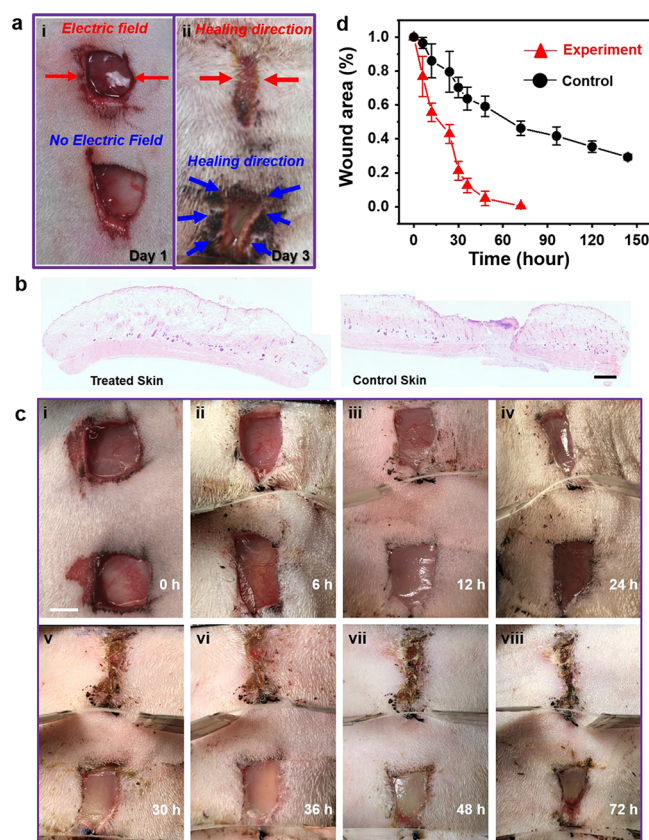 a
i
Electric field
No Electric Field
Day 1
ii
Healing direction
Healing direction
Day 3
d
Wound area (%)
1.0
0.8
0.6
0.4
0.2
0.0
Experiment
Control
0 30 60 90 120 150
Time (hour)
b
Treated Skin
Control Skin
c
i
0 h
ii
6 h
iii
12 h
iv
24 h
v
30 h
vi
36 h
vii
48 h
viii
72 h